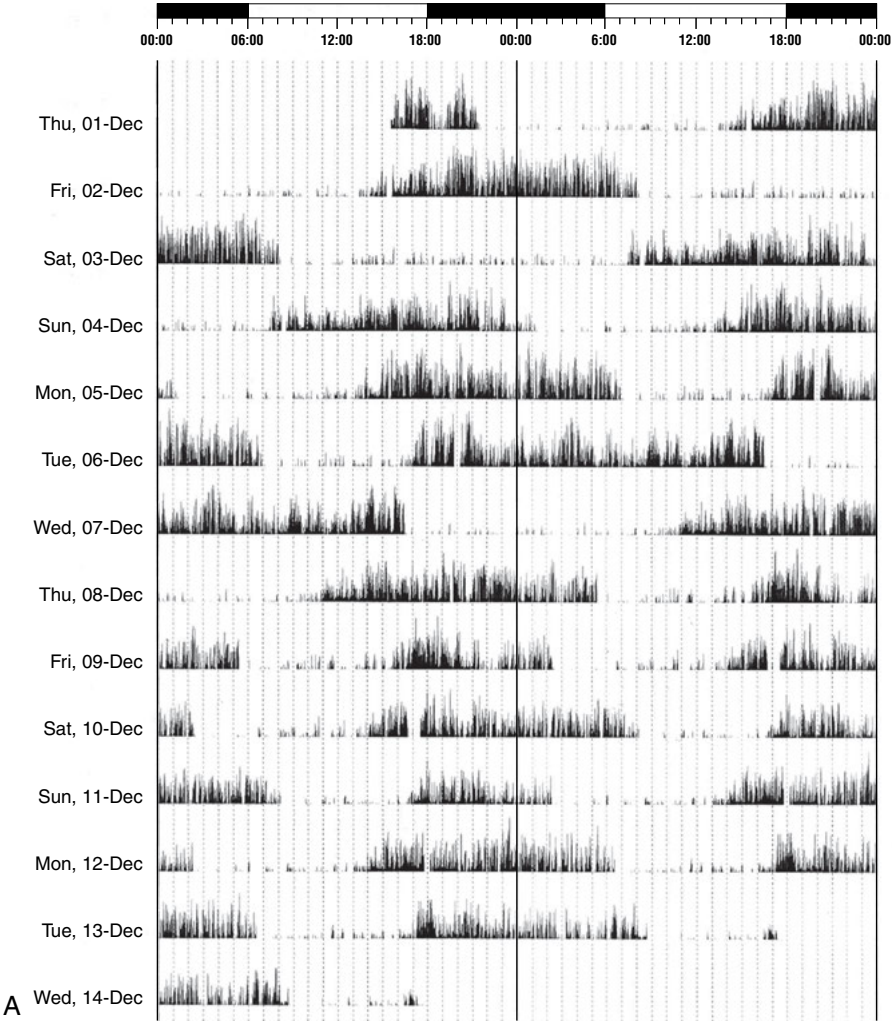 00:00 06:00 12:00 18:00 00:00 6:00 12:00 18:00 00:00
Thu, 01-Dec
Fri, 02-Dec
Sat, 03-Dec
Sun, 04-Dec
Mon, 05-Dec
Tue, 06-Dec
Wed, 07-Dec
Thu, 08-Dec
Fri, 09-Dec
Sat, 10-Dec
Sun, 11-Dec
Mon, 12-Dec
Tue, 13-Dec
A Wed, 14-Dec